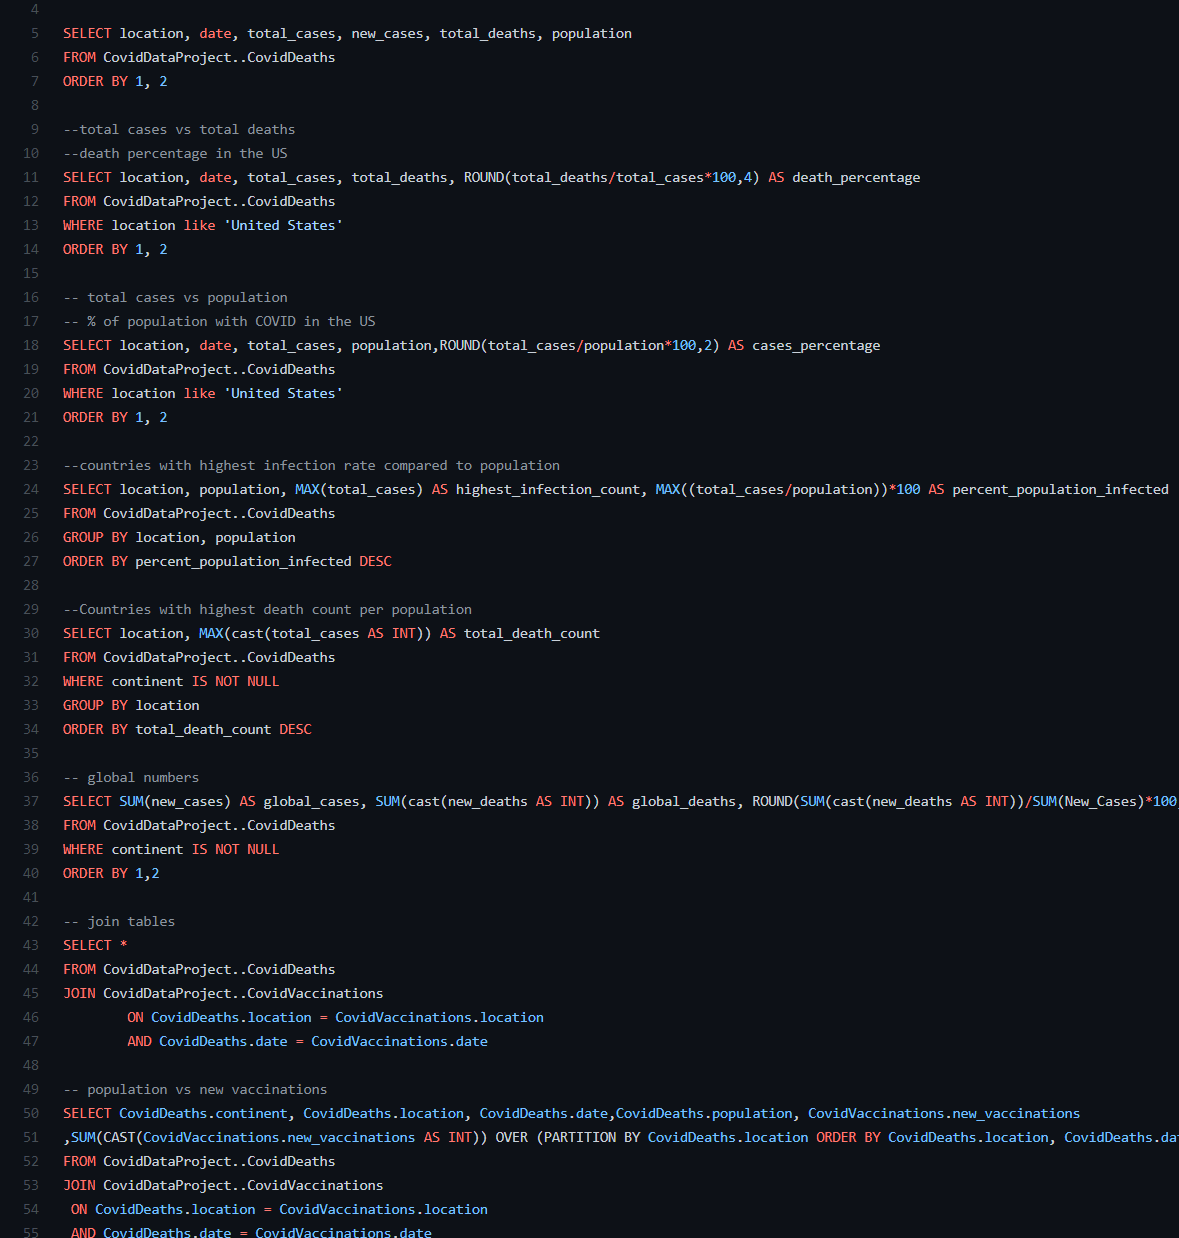 4
5 SELECT location, date, total_cases, new_cases, total_deaths, population
6 FROM CovidDataProject..CovidDeaths
7 ORDER BY 1, 2
8
9 --total cases vs total deaths
10 --death percentage in the US
11 SELECT location, date, total_cases, total_deaths, ROUND(total_deaths/total_cases*100,4) AS death_percentage
12 FROM CovidDataProject..CovidDeaths
13 WHERE location like 'United States'
14 ORDER BY 1, 2
15
16 -- total cases vs population
17 -- % of population with COVID in the US
18 SELECT location, date, total_cases, population,ROUND(total_cases/population*100,2) AS cases_percentage
19 FROM CovidDataProject..CovidDeaths
20 WHERE location like 'United States'
21 ORDER BY 1, 2
22
23 --countries with highest infection rate compared to population
24 SELECT location, population, MAX(total_cases) AS highest_infection_count, MAX((total_cases/population))*100 AS percent_population_infected
25 FROM CovidDataProject..CovidDeaths
26 GROUP BY location, population
27 ORDER BY percent_population_infected DESC
28
29 --Countries with highest death count per population
30 SELECT location, MAX(cast(total_cases AS INT)) AS total_death_count
31 FROM CovidDataProject..CovidDeaths
32 WHERE continent IS NOT NULL
33 GROUP BY location
34 ORDER BY total_death_count DESC
35
36 -- global numbers
37 SELECT SUM(new_cases) AS global_cases, SUM(cast(new_deaths AS INT)) AS global_deaths, ROUND(SUM(cast(new_deaths AS INT))/SUM(New_Cases)*100,
38 FROM CovidDataProject..CovidDeaths
39 WHERE continent IS NOT NULL
40 ORDER BY 1,2
41
42 -- join tables
43 SELECT *
44 FROM CovidDataProject..CovidDeaths
45 JOIN CovidDataProject..CovidVaccinations
46 ON CovidDeaths.location = CovidVaccinations.location
47 AND CovidDeaths.date = CovidVaccinations.date
48
49 -- population vs new vaccinations
50 SELECT CovidDeaths.continent, CovidDeaths.location, CovidDeaths.date,CovidDeaths.population, CovidVaccinations.new_vaccinations
51 ,SUM(CAST(CovidVaccinations.new_vaccinations AS INT)) OVER (PARTITION BY CovidDeaths.location ORDER BY CovidDeaths.location, CovidDeaths.da
52 FROM CovidDataProject..CovidDeaths
53 JOIN CovidDataProject..CovidVaccinations
54 ON CovidDeaths.location = CovidVaccinations.location
55 AND CovidDeaths.date = CovidVaccinations.date